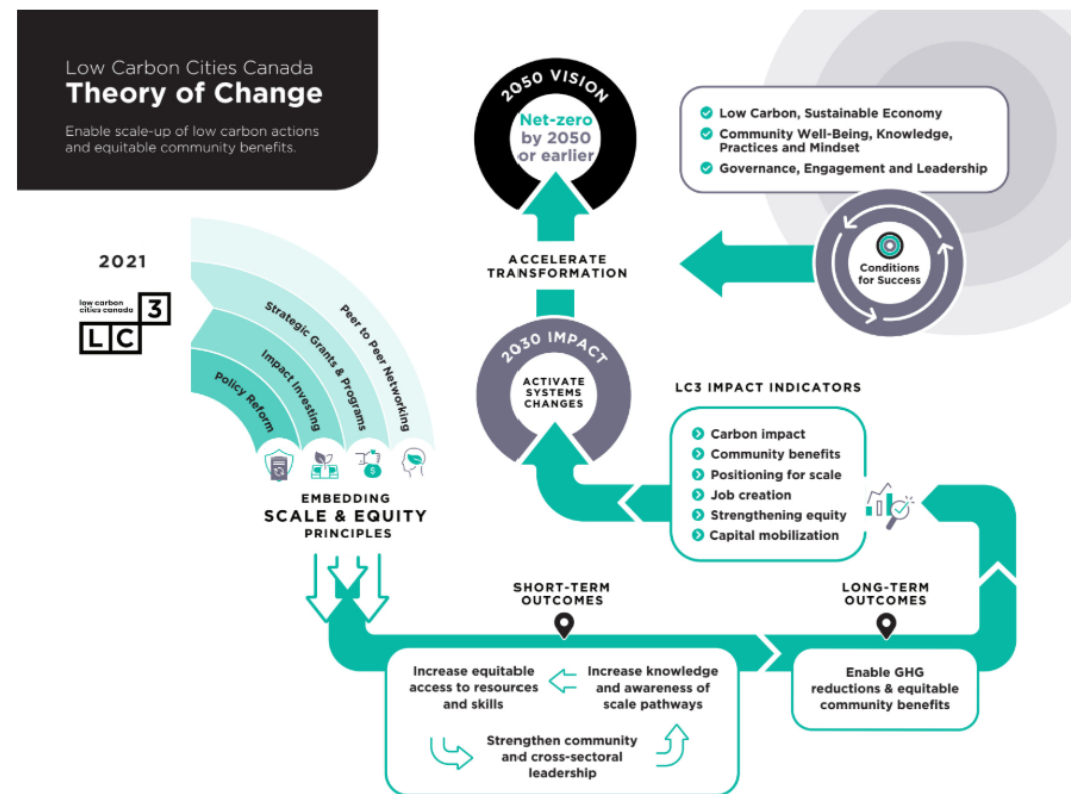 Low Carbon Cities Canada
Theory of Change
Enable scale-up of low carbon actions
and equitable community benefits.
2021
low carbon
cities canada
3
LC
Peer to Peer Networking
Strategic Grants & Programs
Impact Investing
Policy Reform
$
EMBEDDING
SCALE & EQUITY
PRINCIPLES
SHORT-TERM
OUTCOMES
Increase equitable
access to resources
and skills
Increase knowledge
and awareness of
scale pathways
Strengthen community
and cross-sectoral
leadership
LONG-TERM
OUTCOMES
Enable GHG
reductions & equitable
community benefits
LC3 IMPACT INDICATORS
Carbon impact
Community benefits
Positioning for scale
Job creation
Strengthening equity
Capital mobilization
2030 IMPACT
ACTIVATE
SYSTEMS
CHANGES
ACCELERATE
TRANSFORMATION
2050 VISION
Net-zero
by 2050
or earlier
Low Carbon, Sustainable Economy
Community Well-Being, Knowledge,
Practices and Mindset
Governance, Engagement and Leadership
Conditions
for Success